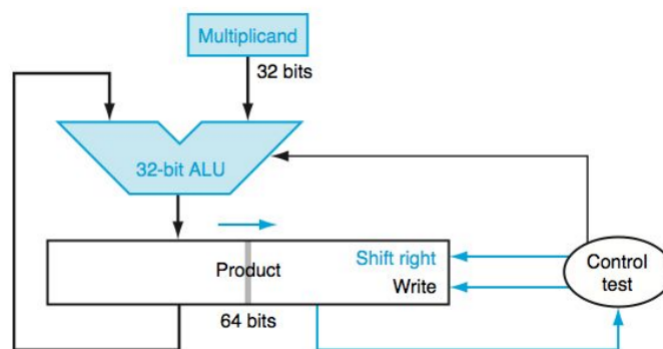 Multiplicand
32 bits
32-bit ALU
Product
Shift right
Write
Control
test
64 bits